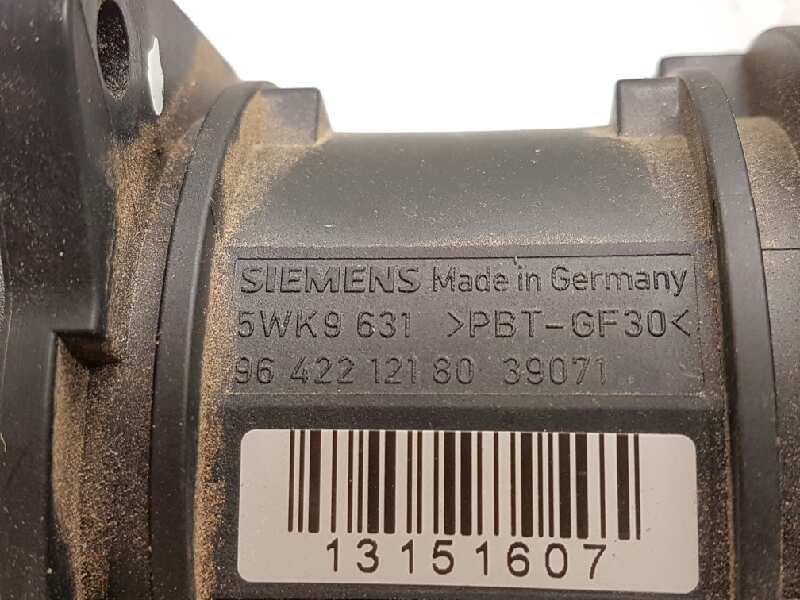 SIEMENS Made in Germany
5WK9 631 >PBT-GF30<
96 422 121 80 39071
13151607